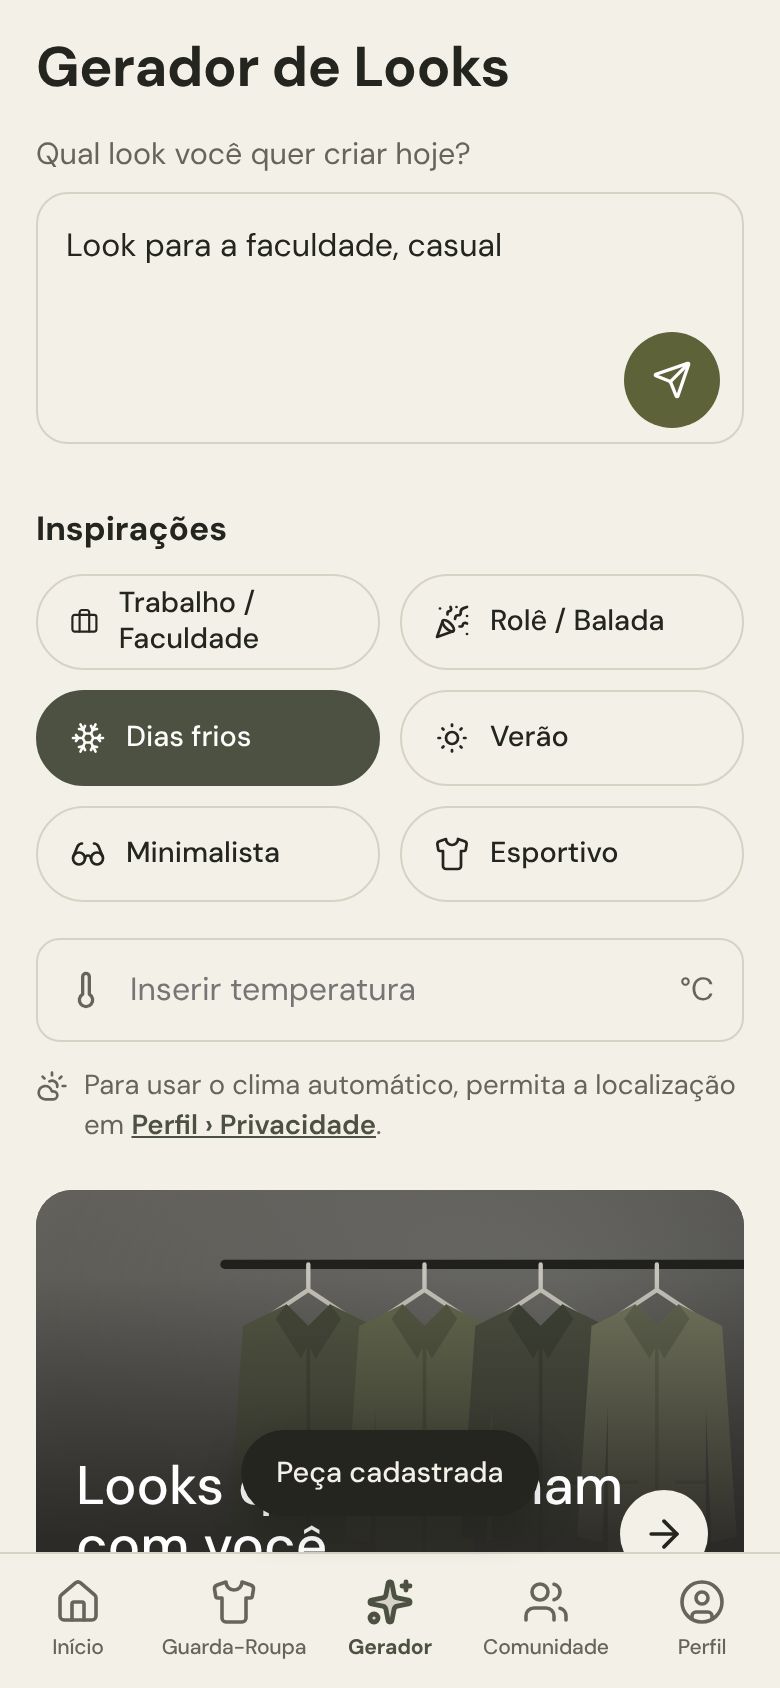 Gerador de Looks
Qual look você quer criar hoje?
Look para a faculdade, casual
Inspirações
Trabalho /
Faculdade
Rolê / Balada
Dias frios
Verão
Minimalista
Esportivo
Inserir temperatura
°C
Para usar o clima automático, permita a localização
em Perfil › Privacidade.
Peça cadastrada
Looks
com você
Início
Guarda-Roupa
Gerador
Comunidade
Perfil